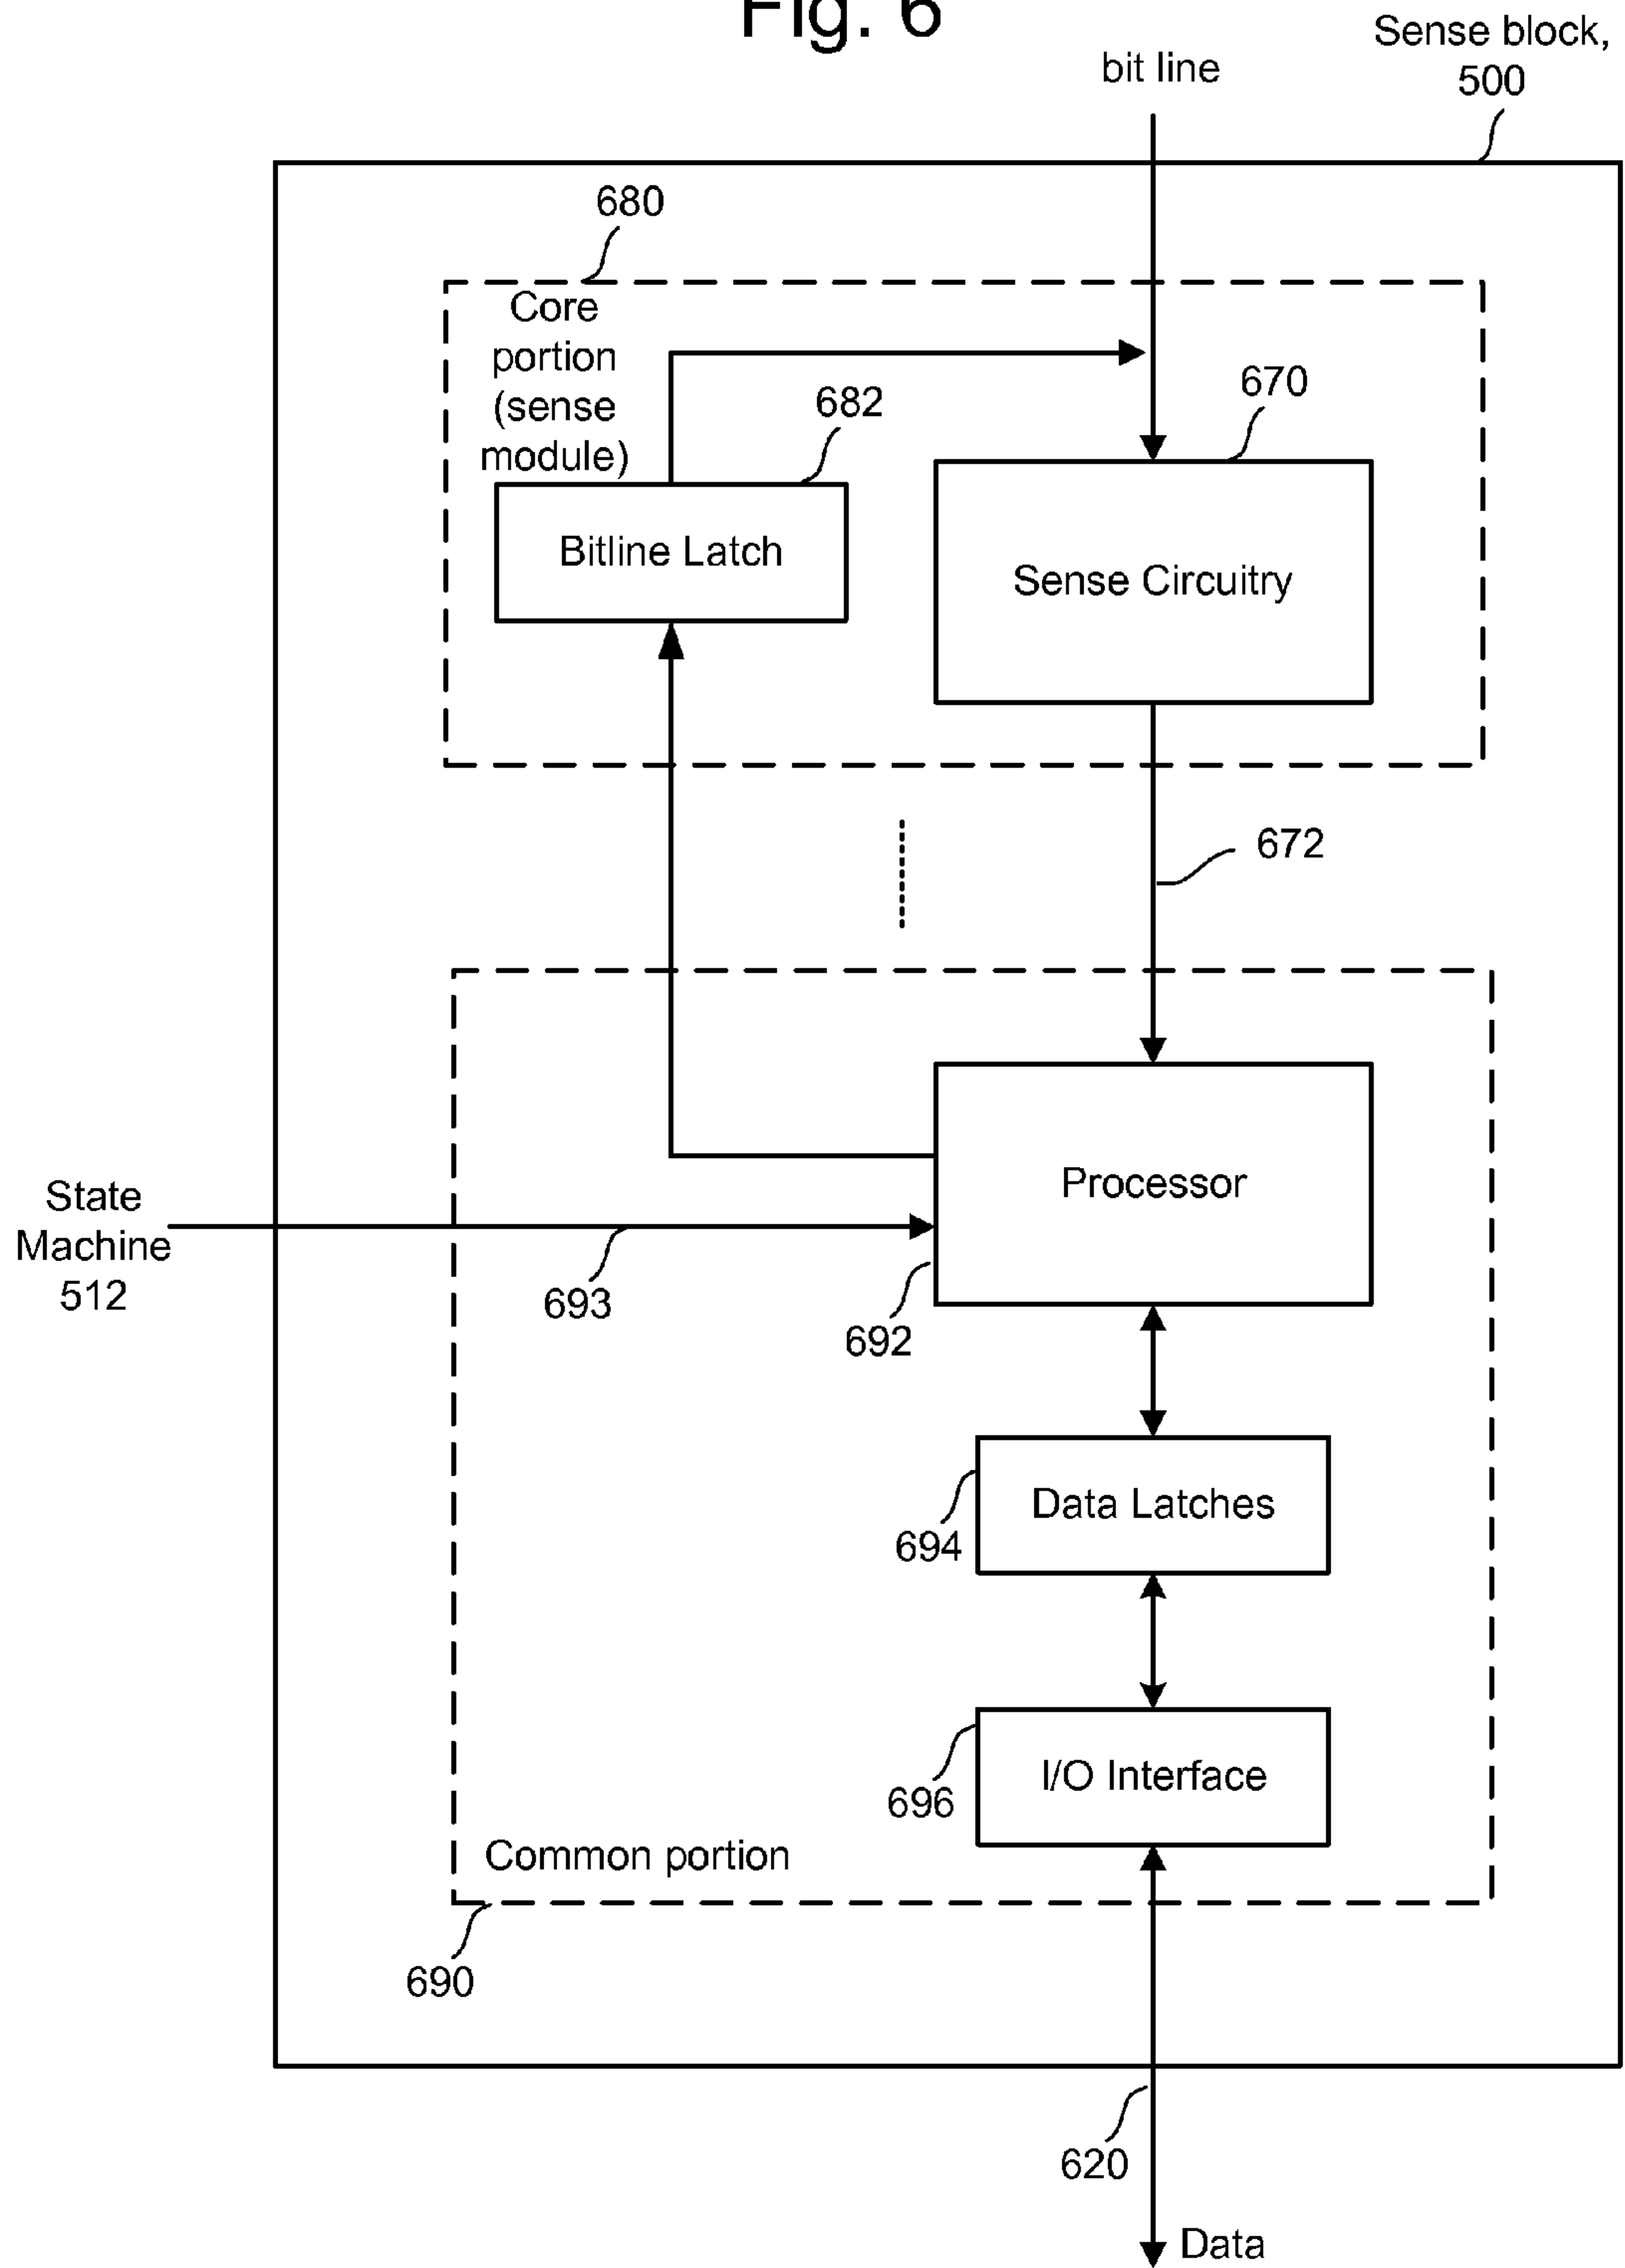 Fig. 6
Sense block,
500
bit line
680
Core
portion
(sense
module)
682
670
Bitline Latch
Sense Circuitry
672
Processor
State
Machine
512
693
692
Data Latches
694
I/O Interface
696
Common portion
690
620
Data